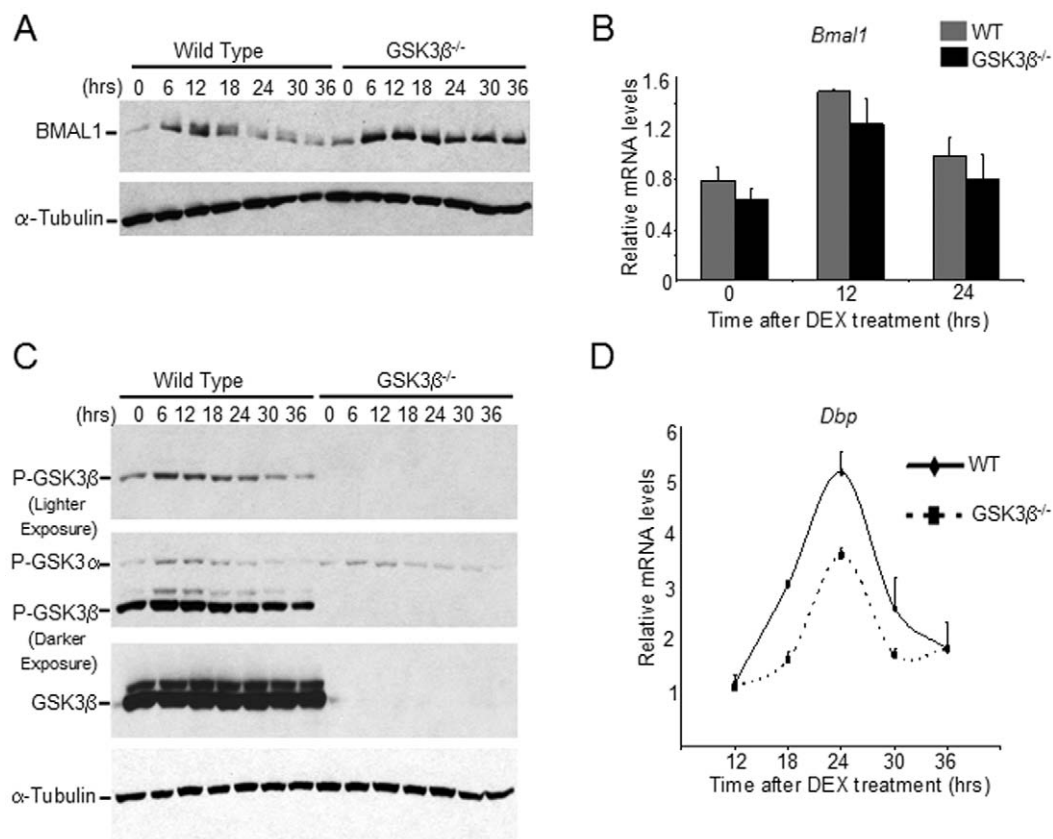 A
Wild Type GSK3β-/-
(hrs) 0 6 12 18 24 30 36 0 6 12 18 24 30 36
BMAL1
α-Tubulin
B
Bmal1
WT
GSK3β-/-
Relative mRNA levels
1.6
1.2
0.8
0.4
0
0 12 24
Time after DEX treatment (hrs)
C
Wild Type GSK3β-/-
(hrs) 0 6 12 18 24 30 36 0 6 12 18 24 30 36
P-GSK3β
(Lighter
Exposure)
P-GSK3α
P-GSK3β
(Darker
Exposure)
GSK3β
α-Tubulin
D
Dbp
WT
GSK3β-/-
Relative mRNA levels
6
5
4
3
2
1
12 18 24 30 36
Time after DEX treatment (hrs)